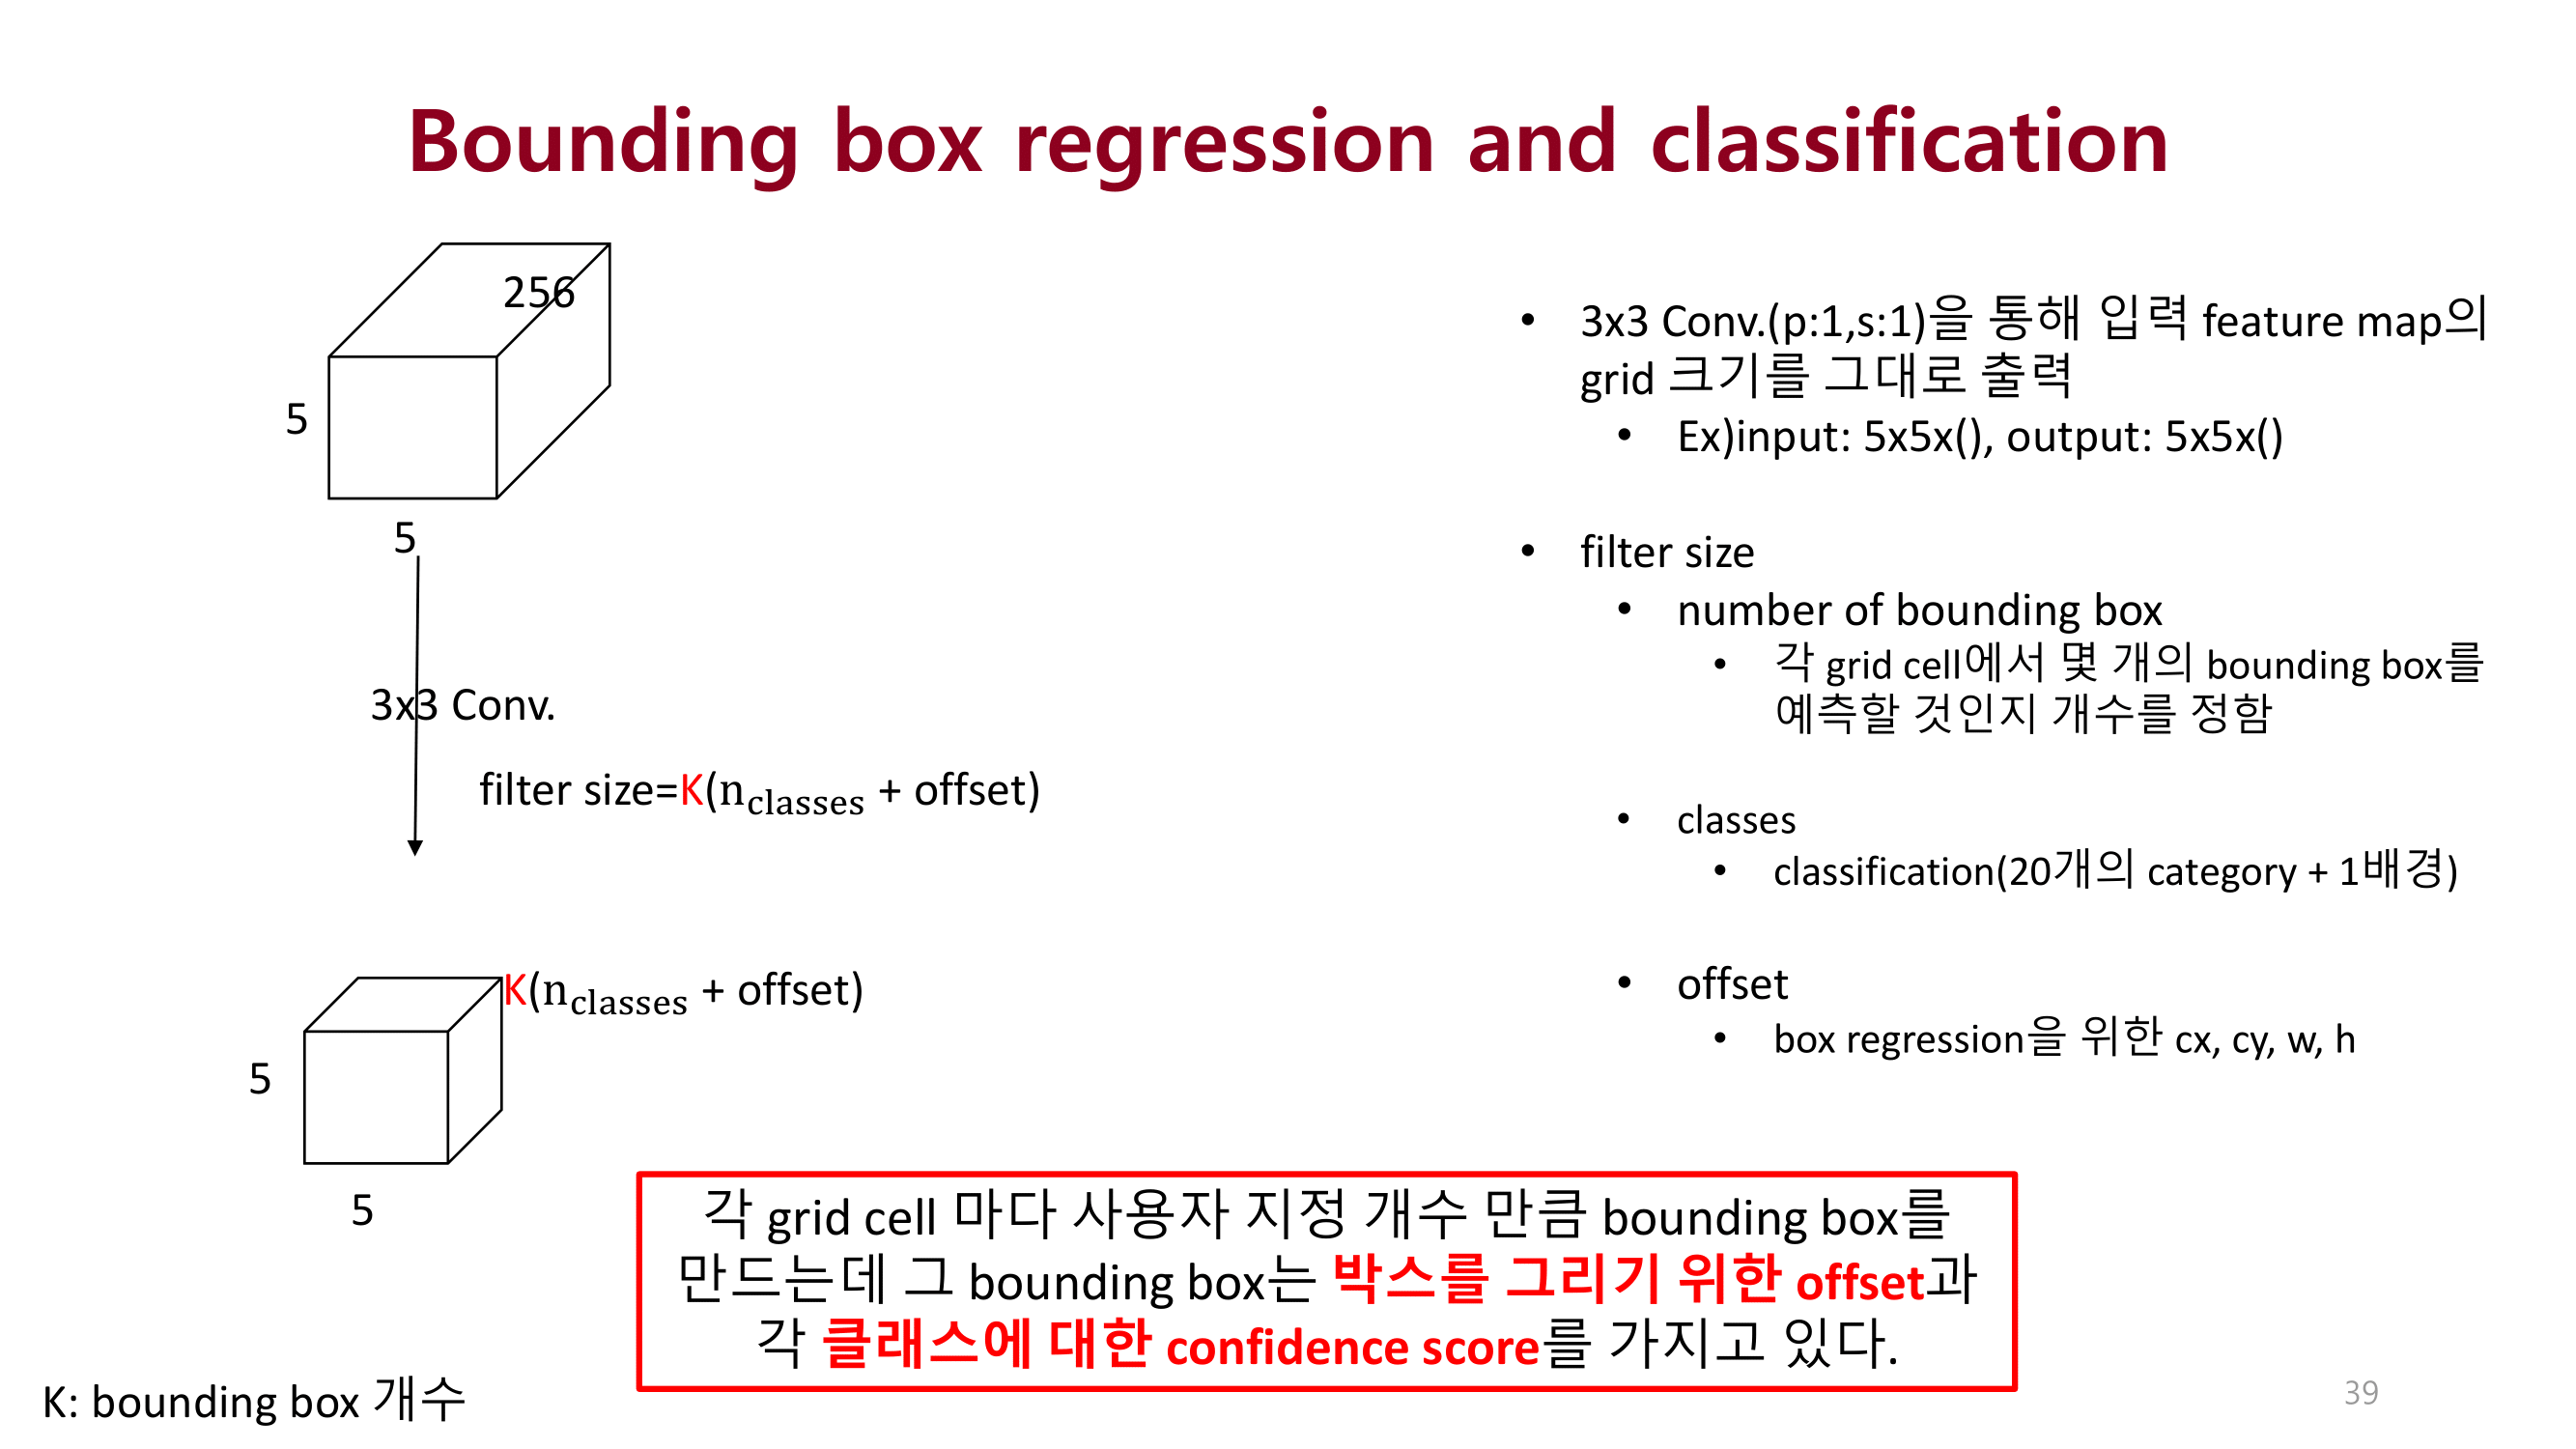 Bounding box regression and classification
256
5
5
3x3 Conv.
filter size=K(n_classes + offset)
K(n_classes + offset)
5
5
K: bounding box 개수
• 3x3 Conv.(p:1,s:1)을 통해 입력 feature map의
grid 크기를 그대로 출력
• Ex)input: 5x5x(), output: 5x5x()
• filter size
• number of bounding box
• 각 grid cell에서 몇 개의 bounding box를
예측할 것인지 개수를 정함
• classes
• classification(20개의 category + 1배경)
• offset
• box regression을 위한 cx, cy, w, h
각 grid cell 마다 사용자 지정 개수 만큼 bounding box를
만드는데 그 bounding box는 박스를 그리기 위한 offset과
각 클래스에 대한 confidence score를 가지고 있다.
39